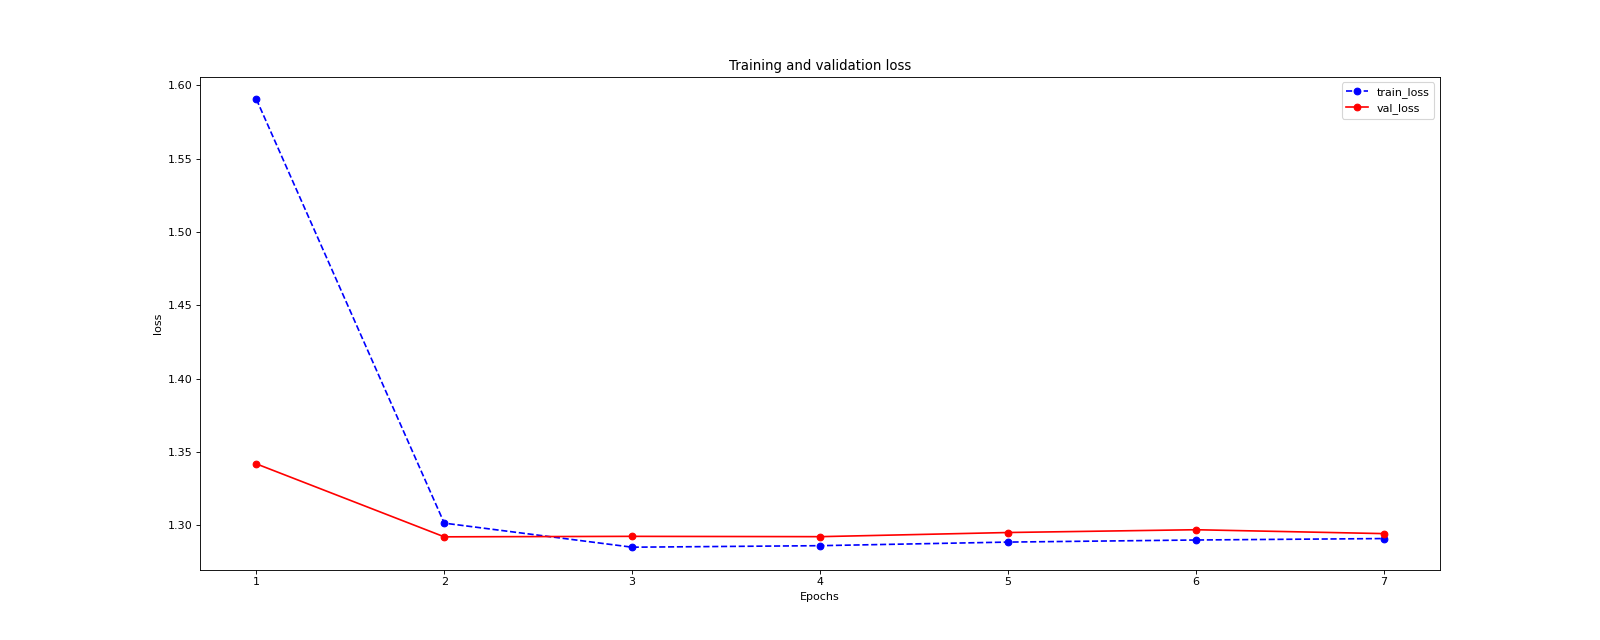 Training and validation loss
train_loss
val_loss
1.60
1.55
1.50
1.45
1.40
1.35
1.30
loss
1 2 3 4 5 6 7
Epochs